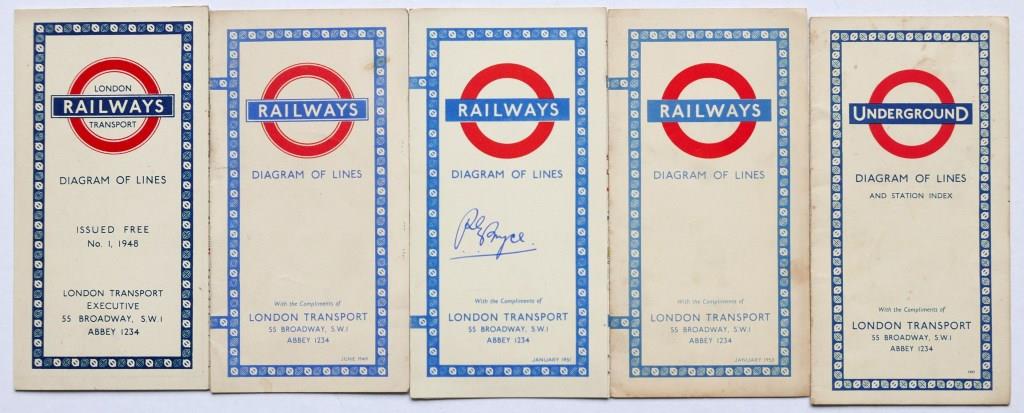 LONDON
RAILWAYS
TRANSPORT
DIAGRAM OF LINES
ISSUED FREE
No. 1, 1948
LONDON TRANSPORT
EXECUTIVE
55 BROADWAY, S.W.1
ABBEY 1234
RAILWAYS
DIAGRAM OF LINES
With the Compliments of
LONDON TRANSPORT
55 BROADWAY, S.W.1
ABBEY 1234
JUNE 1949
RAILWAYS
DIAGRAM OF LINES
With the Compliments of
LONDON TRANSPORT
55 BROADWAY, S.W.1
ABBEY 1234
JANUARY 1951
RAILWAYS
DIAGRAM OF LINES
With the Compliments of
LONDON TRANSPORT
55 BROADWAY, S.W.1
ABBEY 1234
JANUARY
UNDERGROUND
DIAGRAM OF LINES
AND STATION INDEX
With the Compliments of
LONDON TRANSPORT
55 BROADWAY, S.W.1
ABBEY 1234